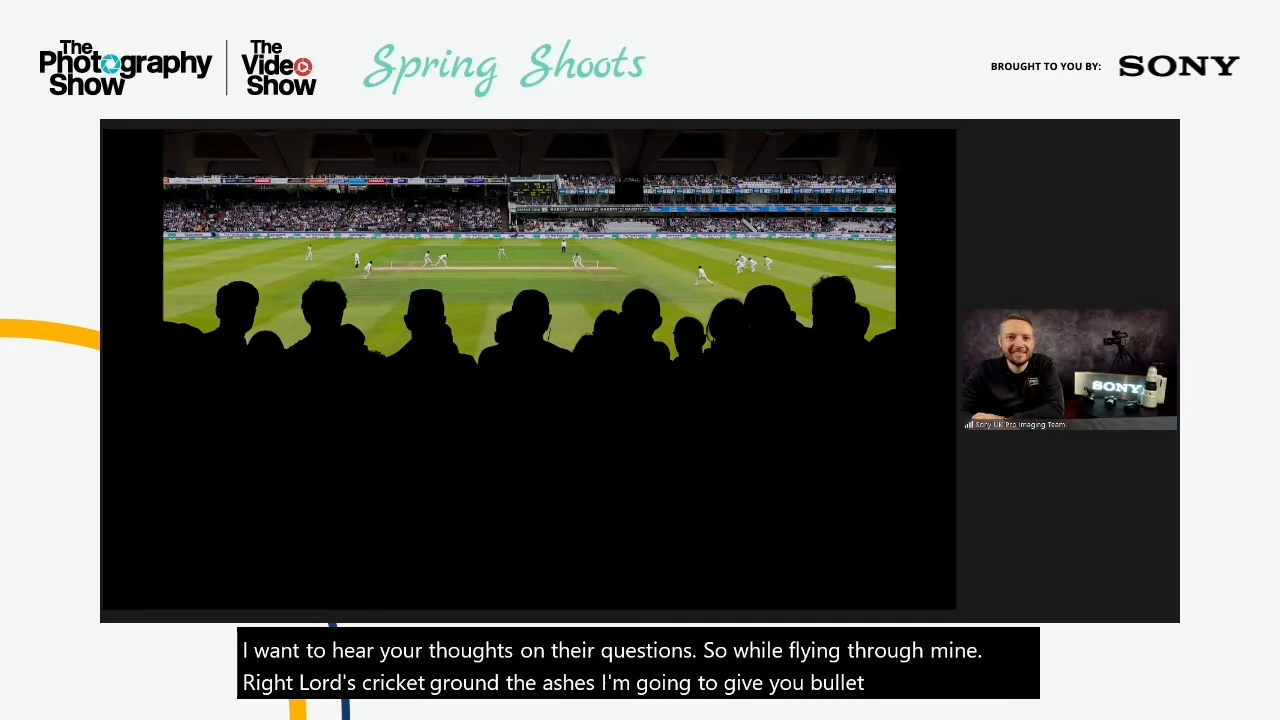 The
Photography
Show
The
Video
Show
Spring Shoots
BROUGHT TO YOU BY: SONY
SONY
Sony UK Pro Imaging Team
I want to hear your thoughts on their questions. So while flying through mine.
Right Lord's cricket ground the ashes I'm going to give you bullet